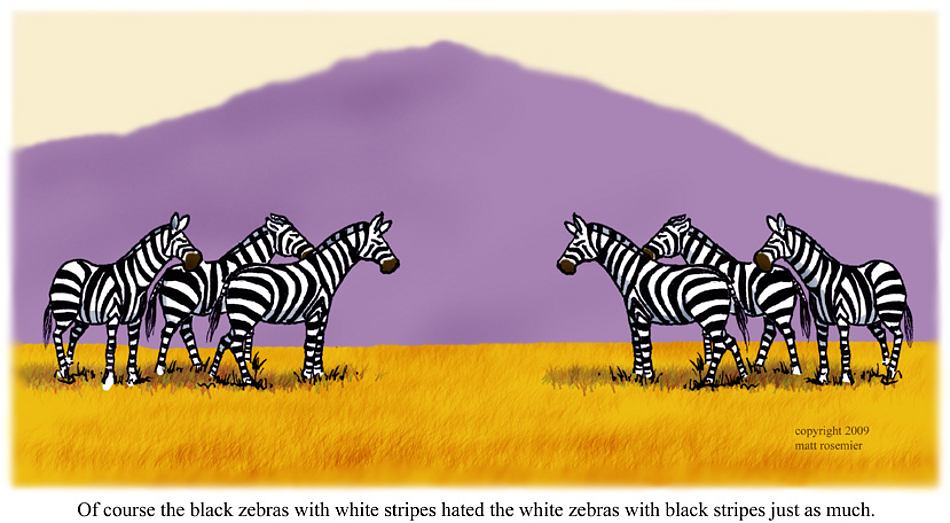 copyright 2009
matt rosemier
Of course the black zebras with white stripes hated the white zebras with black stripes just as much.